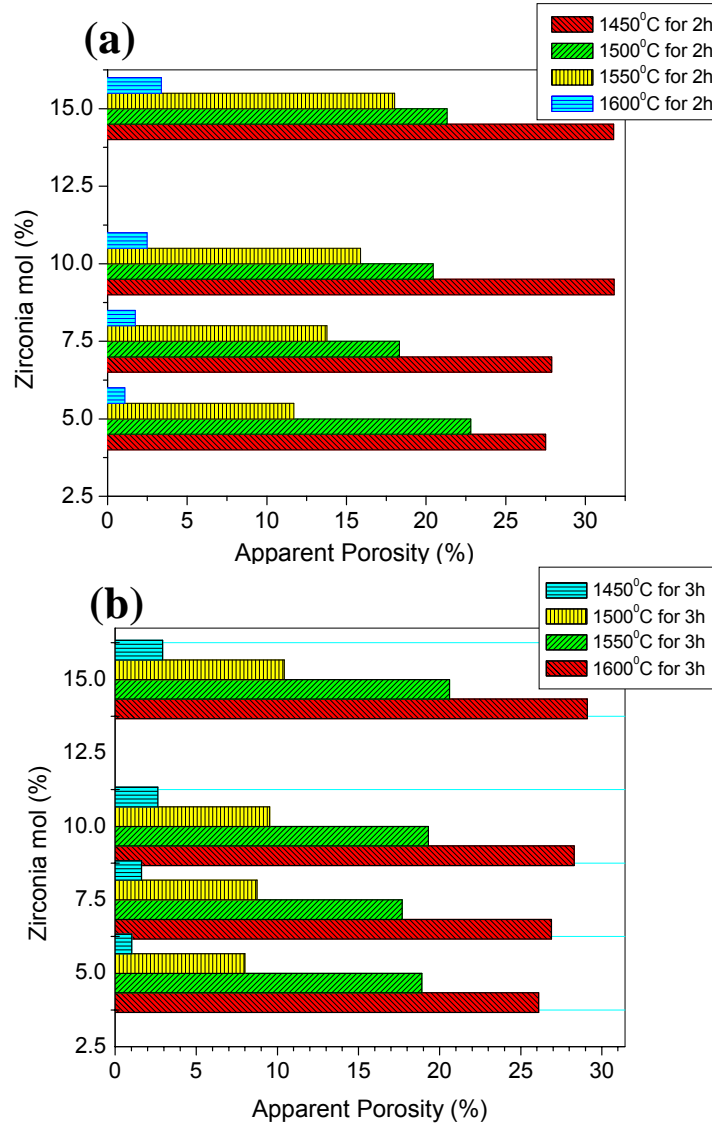 (a)
1450⁰C for 2h
1500⁰C for 2h
1550⁰C for 2h
1600⁰C for 2h
15.0
12.5
10.0
7.5
5.0
2.5
Zirconia mol (%)
0 5 10 15 20 25 30
Apparent Porosity (%)
(b)
1450⁰C for 3h
1500⁰C for 3h
1550⁰C for 3h
1600⁰C for 3h
15.0
12.5
10.0
7.5
5.0
2.5
Zirconia mol (%)
0 5 10 15 20 25 30
Apparent Porosity (%)